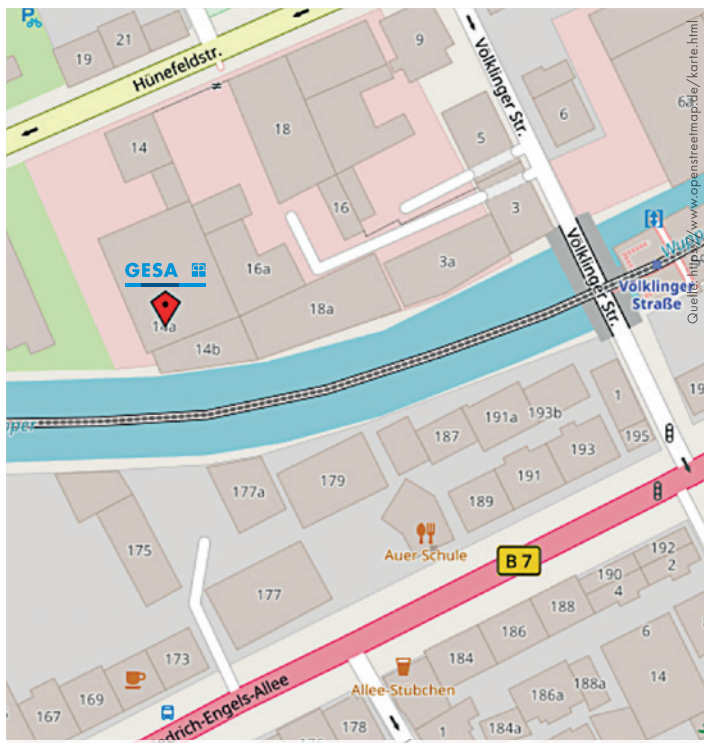 21
19
9
Hünefeldstr.
Völklinger Str.
6
6a
14
18
5
16
3
GESA
16a
3a
18a
14a
14b
Völklinger Str.
Völklinger
Straße
Quelle: https://www.openstreetmap.de/karte.html
187
191a
193b
1
195
193
191
189
179
177a
175
Auer Schule
B 7
177
192
2
190
4
188
186
184
6
14
173
169
167
Allee-Stübchen
186a
188a
184a
178
1
drich-Engels-Allee